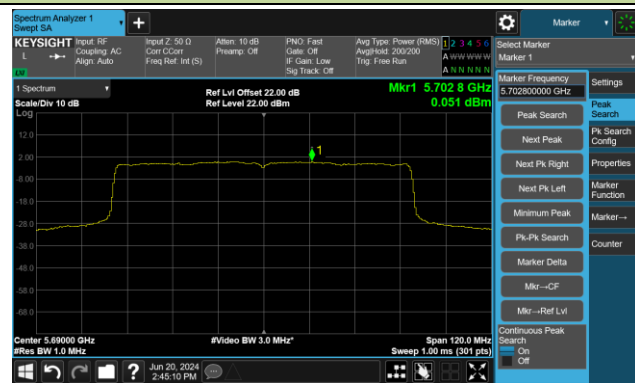 Spectrum Analyzer 1
Swept SA
Marker
KEYSIGHT
L
Input: RF
Coupling: AC
Align: Auto
Input Z: 50 Ω
Corr CCorr
Freq Ref: Int (S)
Atten: 10 dB
Preamp: Off
PNO: Fast
Gate: Off
IF Gain: Low
Sig Track: Off
Avg Type: Power (RMS)
Avg|Hold: 200/200
Trig: Free Run
1 2 3 4 5 6
A W W W W W
A N N N N N
Select Marker
Marker 1
1 Spectrum
Scale/Div 10 dB
Log
Ref Lvl Offset 22.00 dB
Ref Level 22.00 dBm
Mkr1 5.702 8 GHz
0.051 dBm
12.0
2.00
-8.00
-18.0
-28.0
-38.0
-48.0
-58.0
-68.0
1
Center 5.69000 GHz
#Res BW 1.0 MHz
#Video BW 3.0 MHz*
Span 120.0 MHz
Sweep 1.00 ms (301 pts)
Marker Frequency
5.702800000 GHz
Peak Search
Next Peak
Next Pk Right
Next Pk Left
Minimum Peak
Pk-Pk Search
Marker Delta
Mkr→CF
Mkr→Ref Lvl
Continuous Peak
Search
On
Off
Settings
Peak
Search
Pk Search
Config
Properties
Marker
Function
Marker→
Counter
Jun 20, 2024
2:45:10 PM